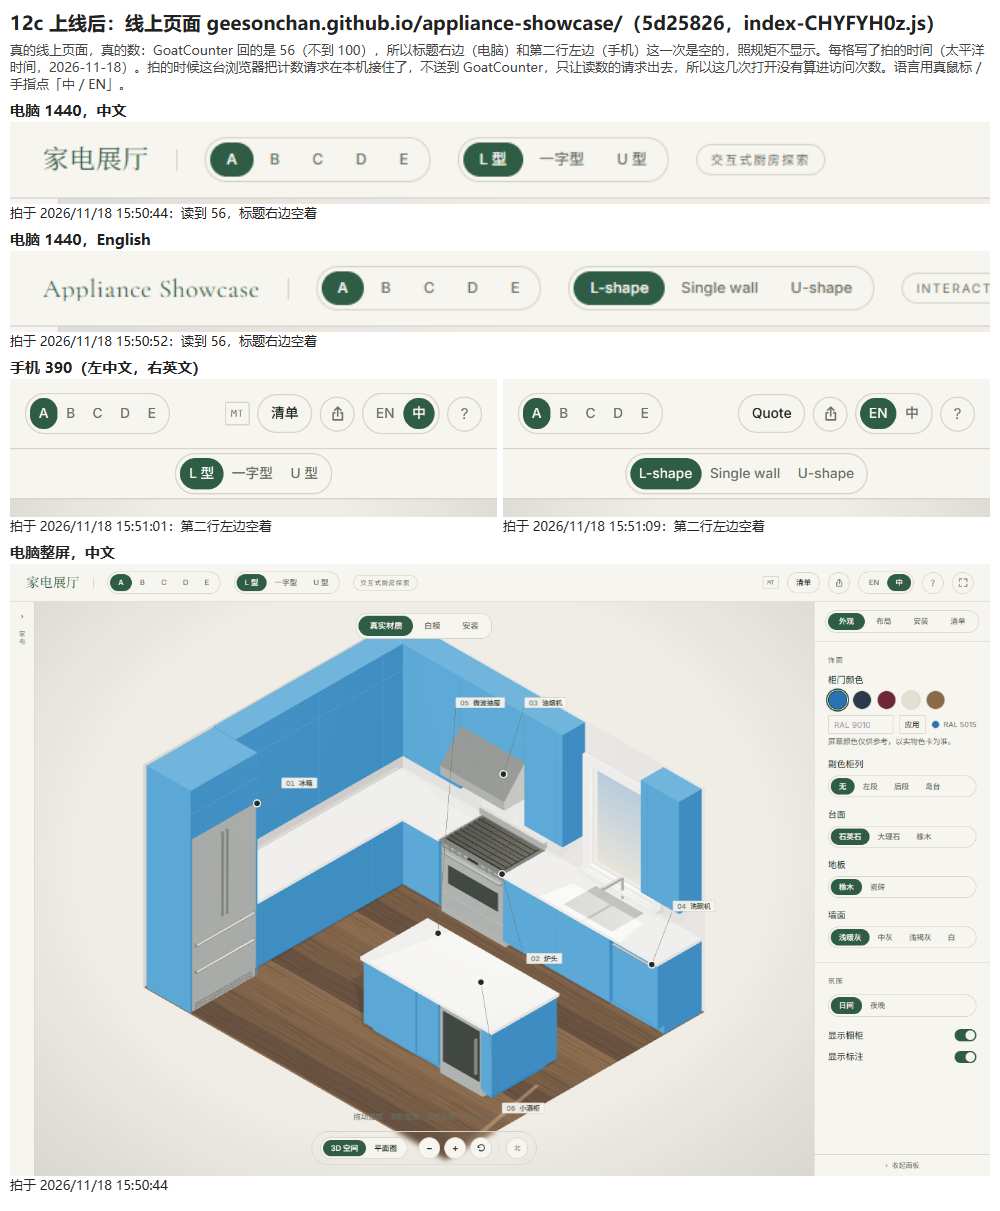 12c 上线后：线上页面 geesonchan.github.io/appliance-showcase/（5d25826，index-CHYFYH0z.js）
真的线上页面，真的数：GoatCounter 回的是 56（不到 100），所以标题右边（电脑）和第二行左边（手机）这一次是空的，照规矩不显示。每格写了拍的时间（太平洋
时间，2026-11-18）。拍的时候这台浏览器把计数请求在本机接住了，不送到 GoatCounter，只让读数的请求出去，所以这几次打开没有算进访问次数。语言用真鼠标 /
手指点「中 / EN」。
电脑 1440，中文
家电展厅 A B C D E L 型 一字型 U 型 交互式厨房探索
拍于 2026/11/18 15:50:44：读到 56，标题右边空着
电脑 1440，English
Appliance Showcase A B C D E L-shape Single wall U-shape INTERACT
拍于 2026/11/18 15:50:52：读到 56，标题右边空着
手机 390（左中文，右英文）
A B C D E MT 清单 EN 中 ?
L 型 一字型 U 型
A B C D E Quote EN 中 ?
L-shape Single wall U-shape
拍于 2026/11/18 15:51:01：第二行左边空着
拍于 2026/11/18 15:51:09：第二行左边空着
电脑整屏，中文
家电展厅 A B C D E L 型 一字型 U 型 交互式厨房探索 MT 清单 EN 中 ?
家电
真实材质 白模 安装
05 微波抽屉
03 油烟机
01 冰箱
04 洗碗机
02 炉头
06 小酒柜
3D 空间 平面图 − +
外观 布局 安装 清单
饰面
柜门颜色
RAL 9010 应用 RAL 5015
屏幕颜色仅供参考，以实物色卡为准。
副色柜列
无 左段 后段 岛台
台面
石英石 大理石 橡木
地板
橡木 瓷砖
墙面
浅暖灰 中灰 浅褐灰 白
氛围
日间 夜晚
显示橱柜
显示标注
收起面板
拍于 2026/11/18 15:50:44